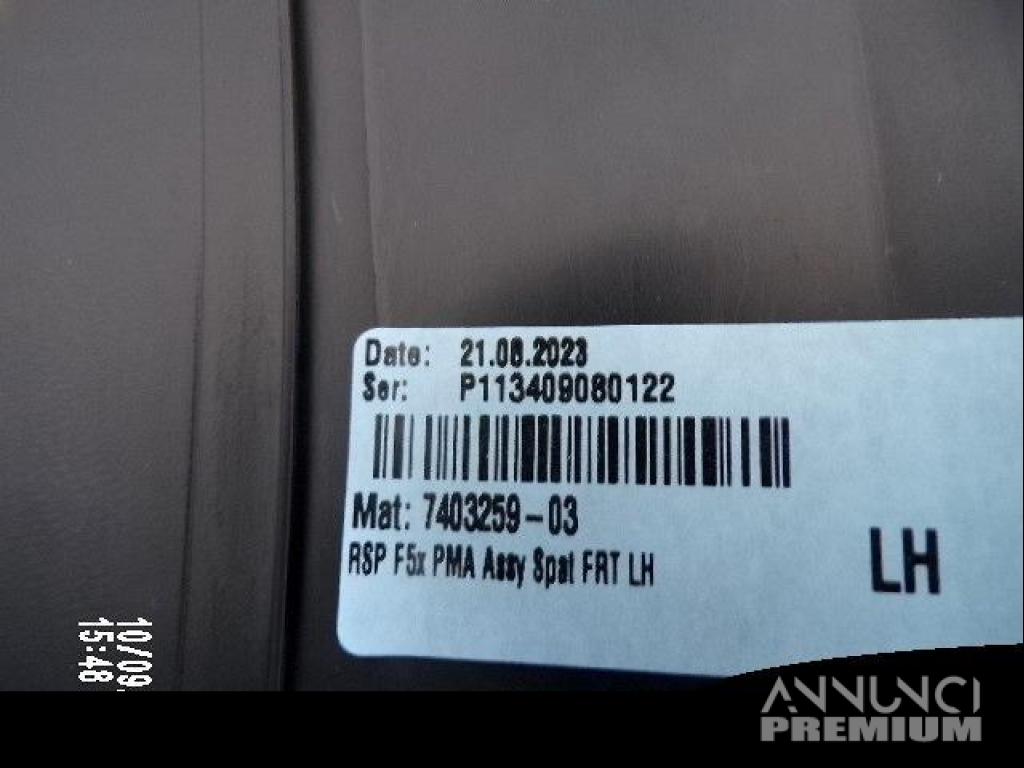 Date: 21.08.2023
Ser: P113409080122
Mat: 7403259-03
RSP F5x PMA Assy Spat FRT LH
LH
10/09.
15:48
ANNUNCI
PREMIUM